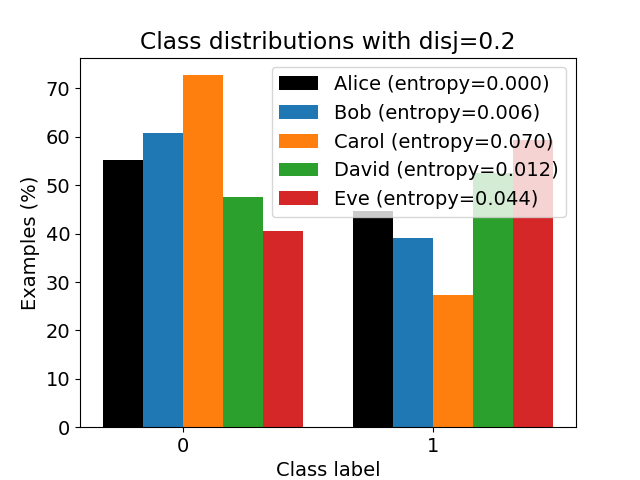 Class distributions with disj=0.2
Examples (%)
70
60
50
40
30
20
10
0
Alice (entropy=0.000)
Bob (entropy=0.006)
Carol (entropy=0.070)
David (entropy=0.012)
Eve (entropy=0.044)
0 1
Class label